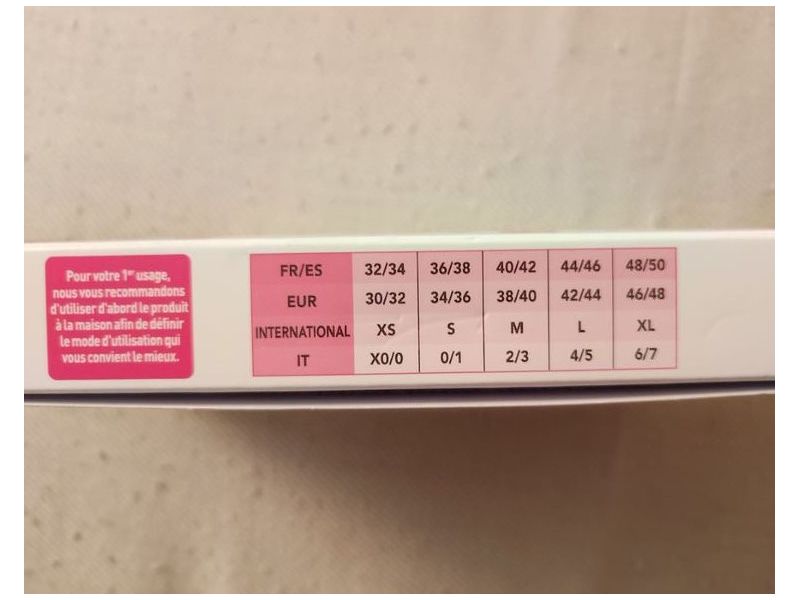 Pour votre 1er usage,
nous vous recommandons
d'utiliser d'abord le produit
à la maison afin de définir
le mode d'utilisation qui
vous convient le mieux.
FR/ES 32/34 36/38 40/42 44/46 48/50
EUR 30/32 34/36 38/40 42/44 46/48
INTERNATIONAL XS S M L XL
IT X0/0 0/1 2/3 4/5 6/7